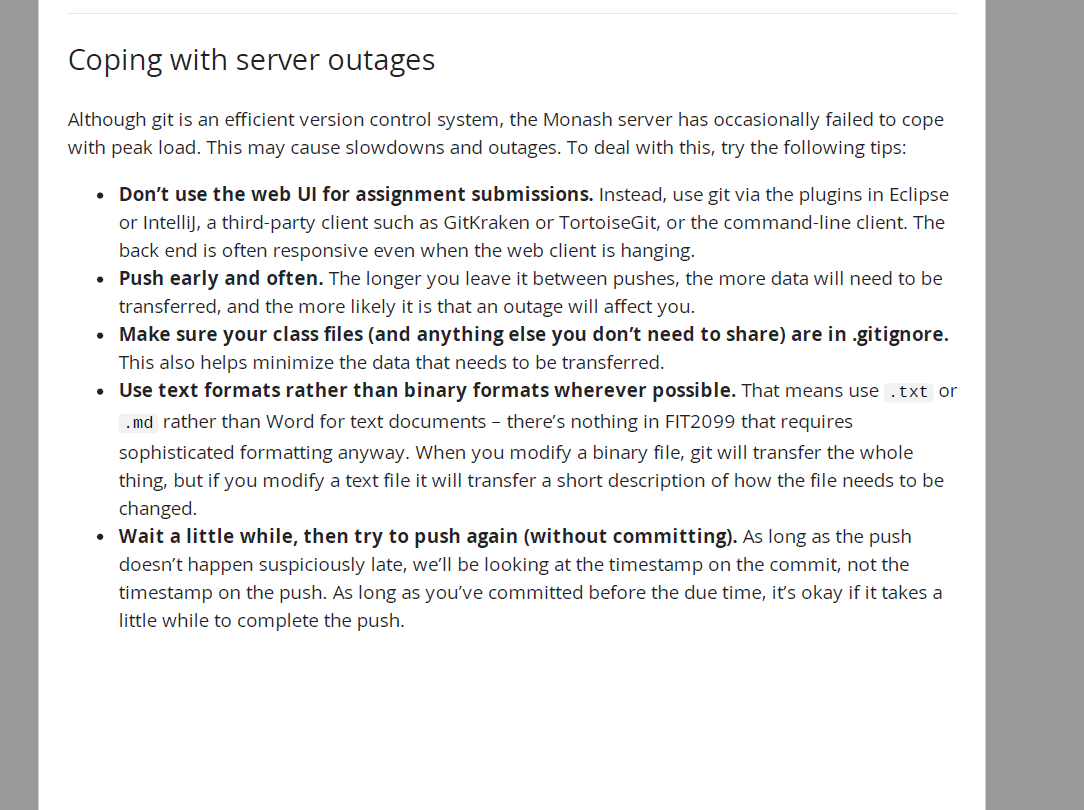 Coping with server outages
Although git is an efficient version control system, the Monash server has occasionally failed to cope
with peak load. This may cause slowdowns and outages. To deal with this, try the following tips:
• Don’t use the web UI for assignment submissions. Instead, use git via the plugins in Eclipse
or IntelliJ, a third-party client such as GitKraken or TortoiseGit, or the command-line client. The
back end is often responsive even when the web client is hanging.
• Push early and often. The longer you leave it between pushes, the more data will need to be
transferred, and the more likely it is that an outage will affect you.
• Make sure your class files (and anything else you don’t need to share) are in .gitignore.
This also helps minimize the data that needs to be transferred.
• Use text formats rather than binary formats wherever possible. That means use .txt or
.md rather than Word for text documents – there’s nothing in FIT2099 that requires
sophisticated formatting anyway. When you modify a binary file, git will transfer the whole
thing, but if you modify a text file it will transfer a short description of how the file needs to be
changed.
• Wait a little while, then try to push again (without committing). As long as the push
doesn’t happen suspiciously late, we’ll be looking at the timestamp on the commit, not the
timestamp on the push. As long as you’ve committed before the due time, it’s okay if it takes a
little while to complete the push.